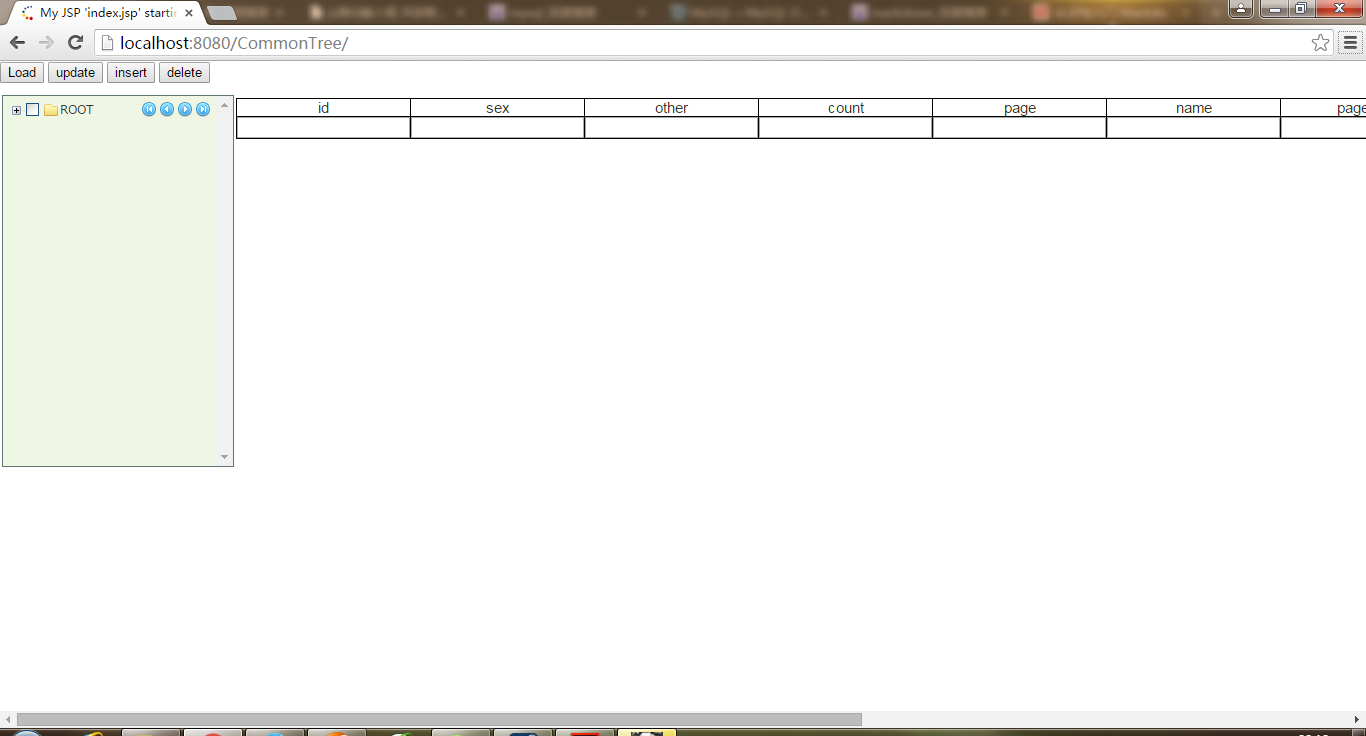 My JSP 'index.jsp' startin
localhost:8080/CommonTree/
Load update insert delete
ROOT
id sex other count page name page